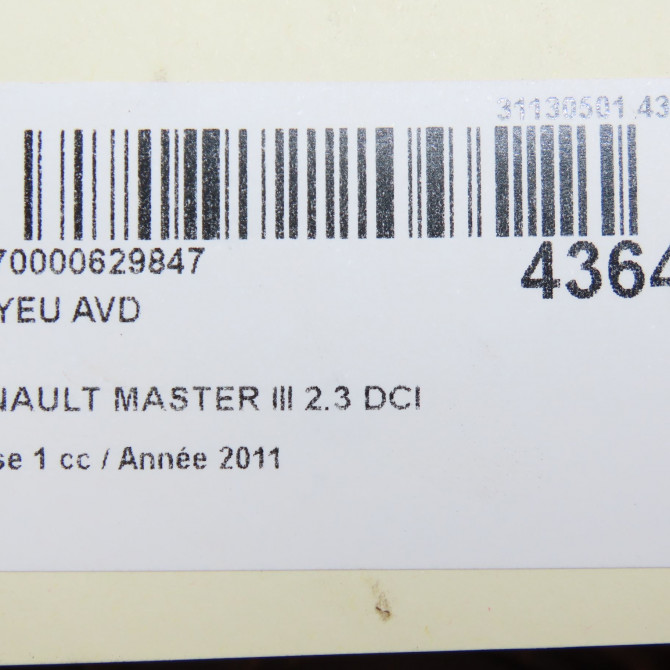 31130501.43
70000629847
4364
YEU AVD
NAULT MASTER III 2.3 DCI
se 1 cc / Année 2011